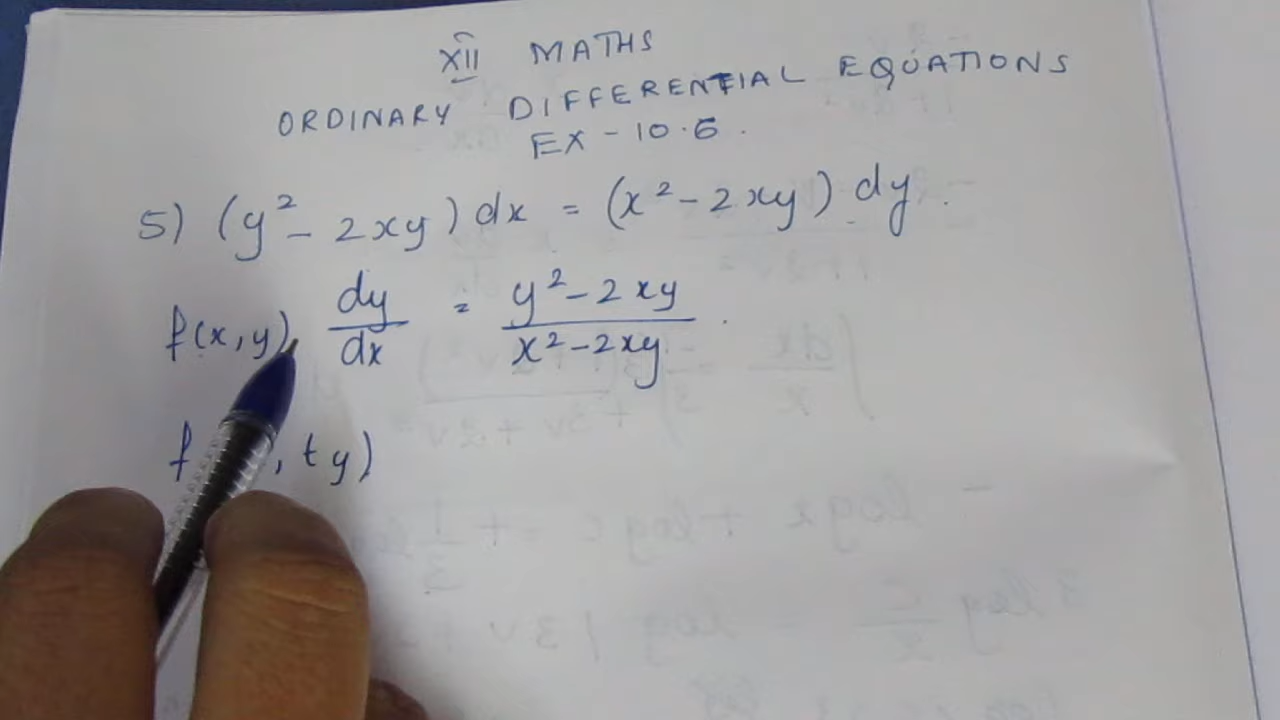 XII MATHS
ORDINARY DIFFERENTIAL EQUATIONS
EX - 10.6.
5) (y² - 2xy) dx = (x² - 2xy) dy.
f(x,y) dy/dx = y² - 2xy / x² - 2xy.
f , ty)